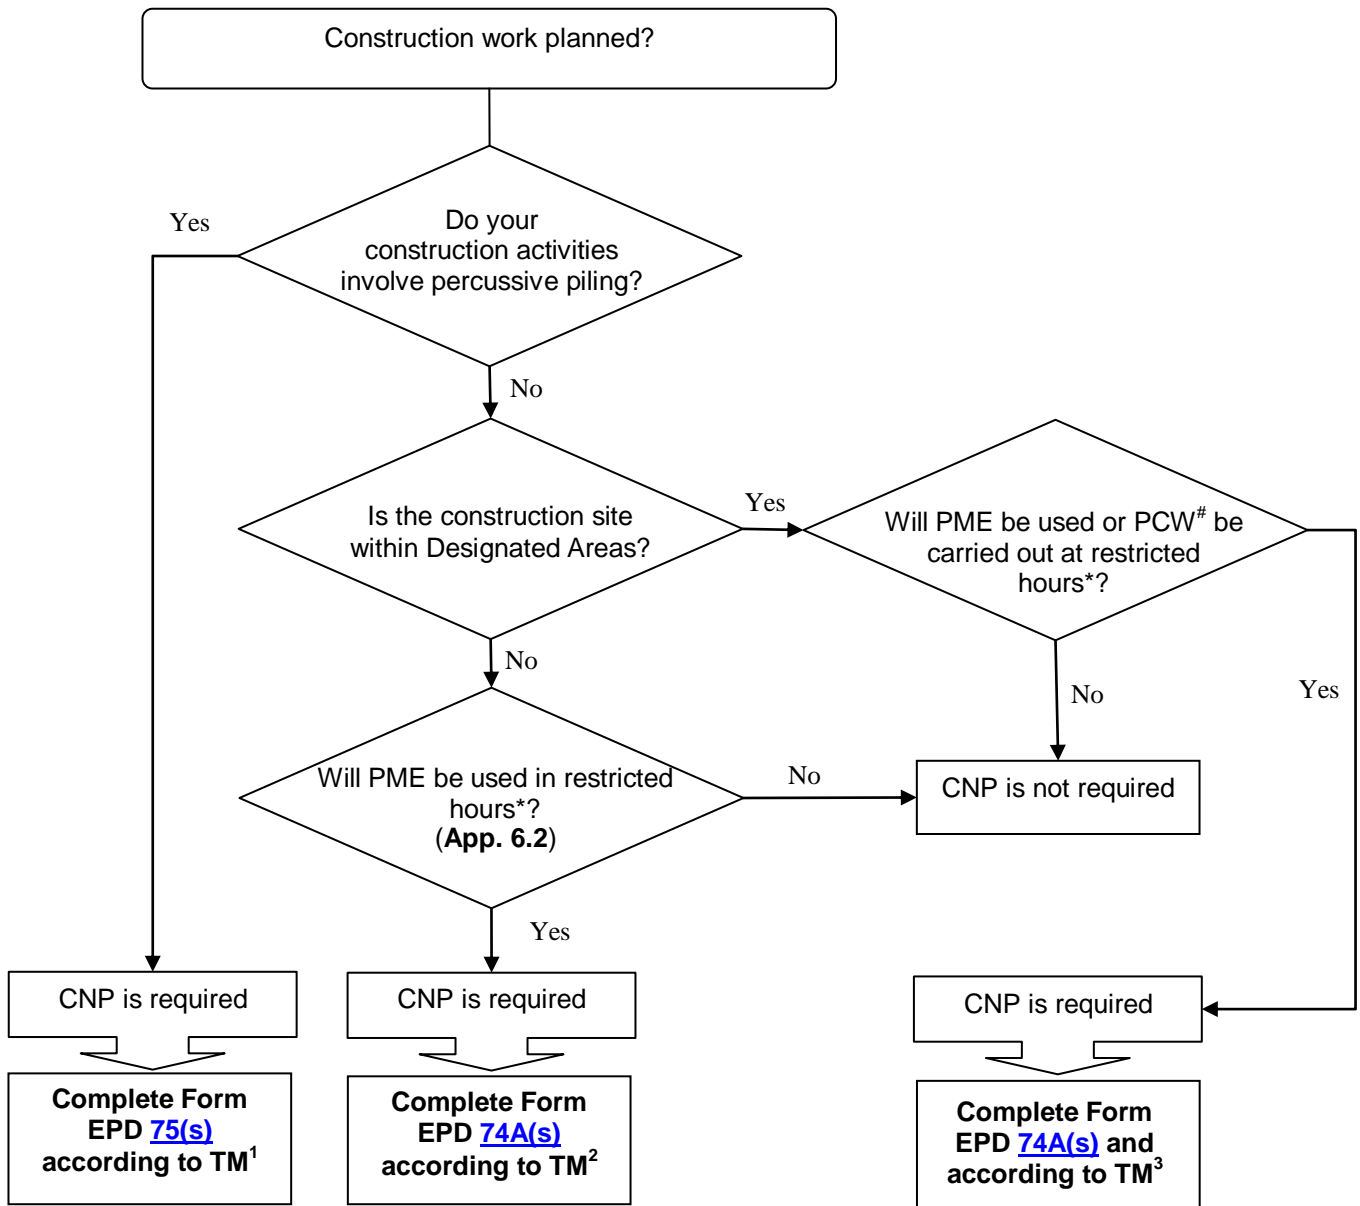 Construction work planned?
Yes
Do your
construction activities
involve percussive piling?
No
Is the construction site
within Designated Areas?
Yes
Will PME be used or PCW# be
carried out at restricted
hours*?
No
No
Yes
Will PME be used in restricted
hours*?
(App. 6.2)
No
CNP is not required
Yes
CNP is required
CNP is required
CNP is required
Complete Form
EPD 75(s)
according to TM1
Complete Form
EPD 74A(s)
according to TM2
Complete Form
EPD 74A(s) and
according to TM3